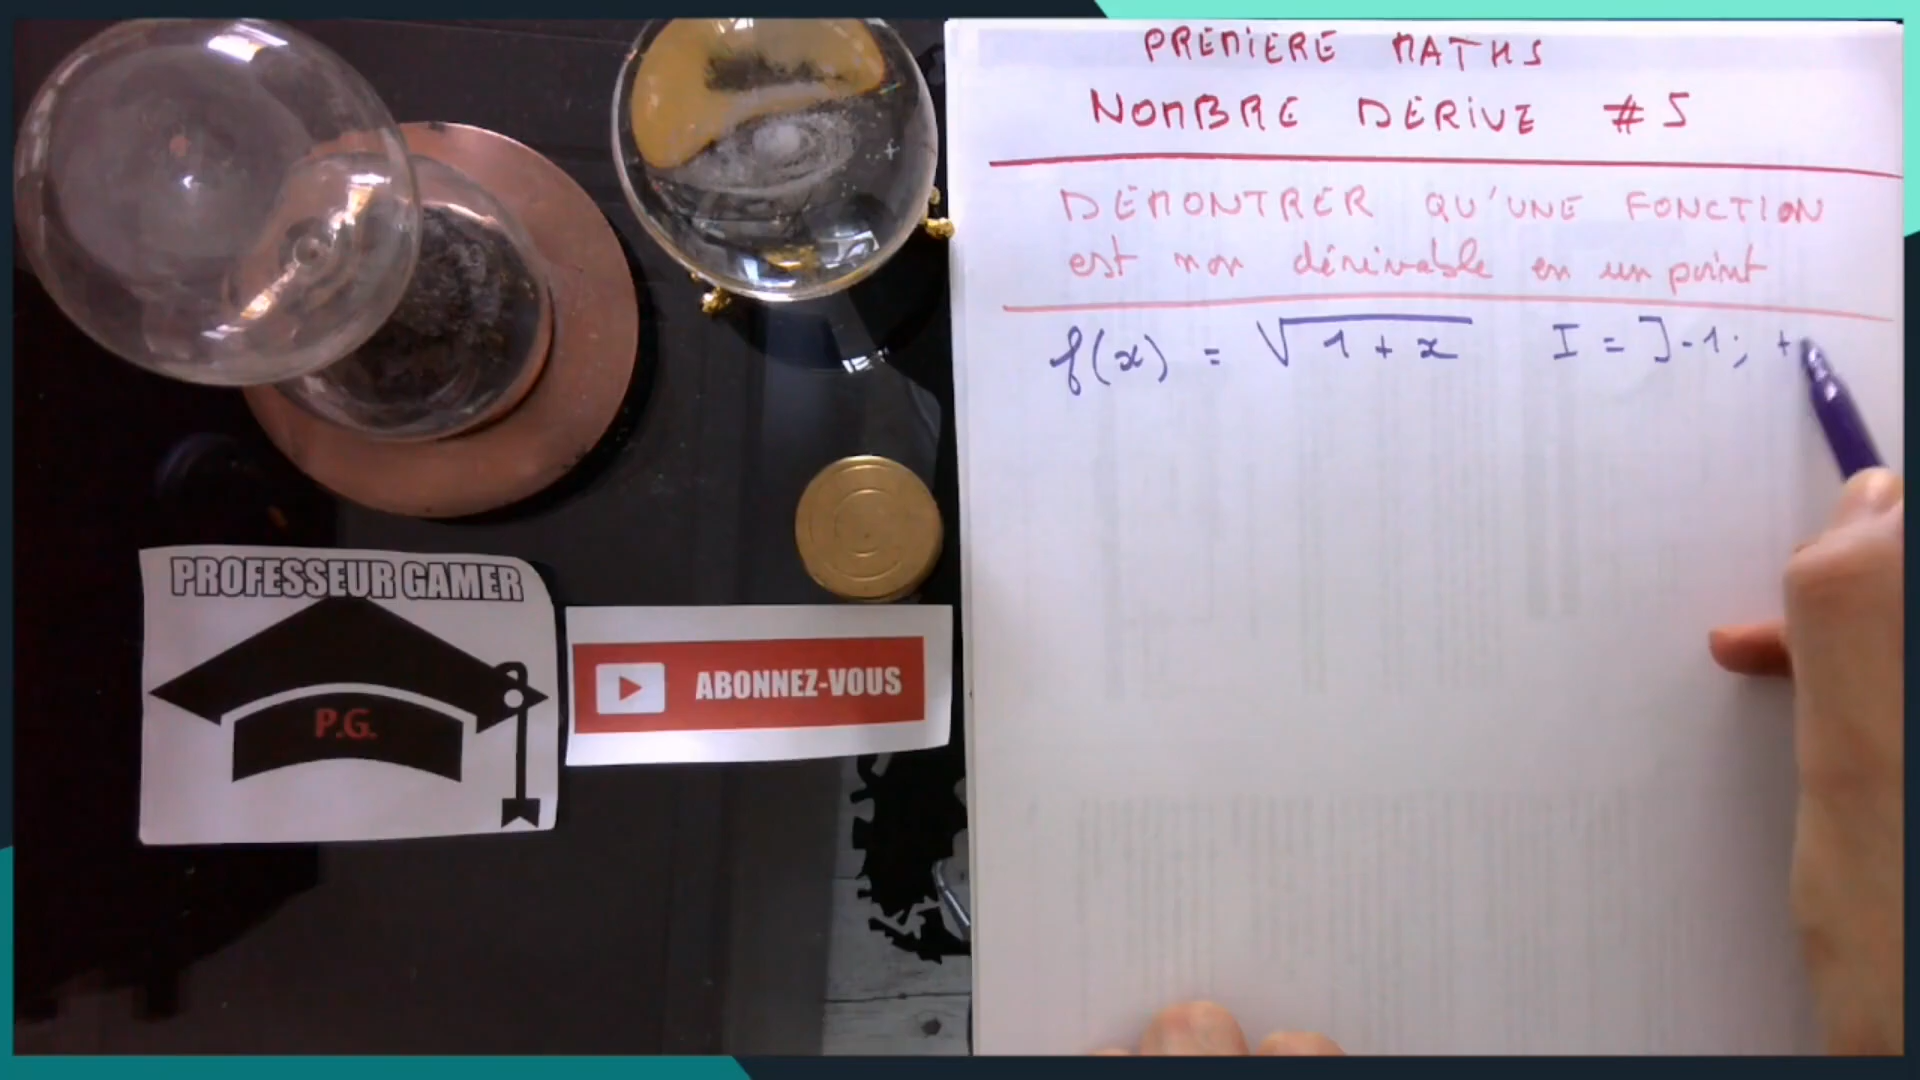 PREMIERE MATHS
NOMBRE DERIVE #5
DEMONTRER QU'UNE FONCTION
est non dérivable en un point
f(x) = √1+x I = ]-1; +
PROFESSEUR GAMER
P.G.
ABONNEZ-VOUS